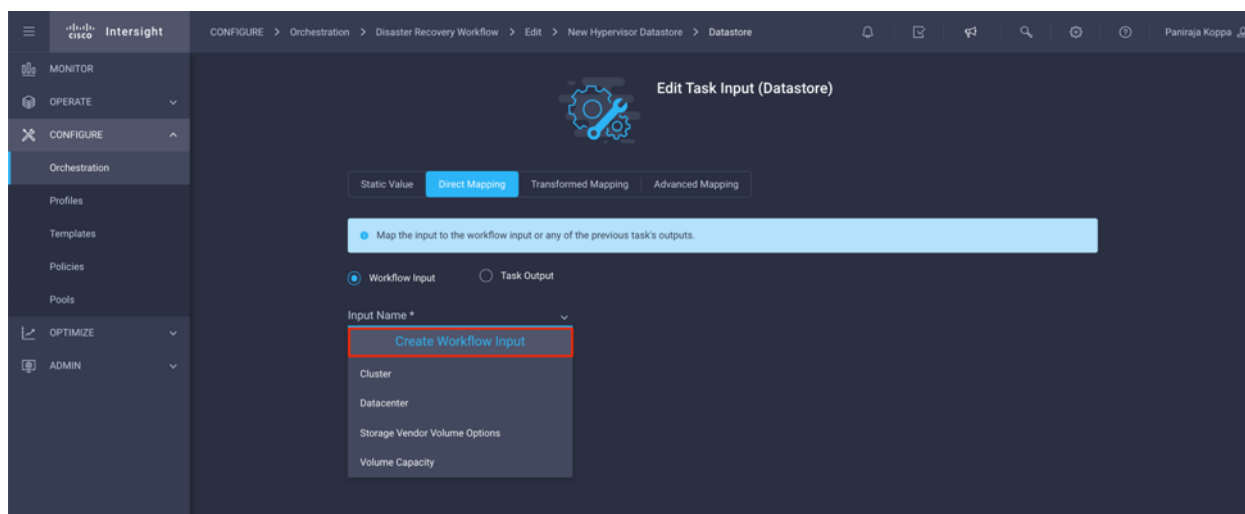 cisco Intersight
CONFIGURE > Orchestration > Disaster Recovery Workflow > Edit > New Hypervisor Datastore > Datastore
Paniraja Koppa
MONITOR
OPERATE
CONFIGURE
Orchestration
Profiles
Templates
Policies
Pools
OPTIMIZE
ADMIN
Edit Task Input (Datastore)
Static Value Direct Mapping Transformed Mapping Advanced Mapping
Map the input to the workflow input or any of the previous task's outputs.
Workflow Input Task Output
Input Name *
Create Workflow Input
Cluster
Datacenter
Storage Vendor Volume Options
Volume Capacity